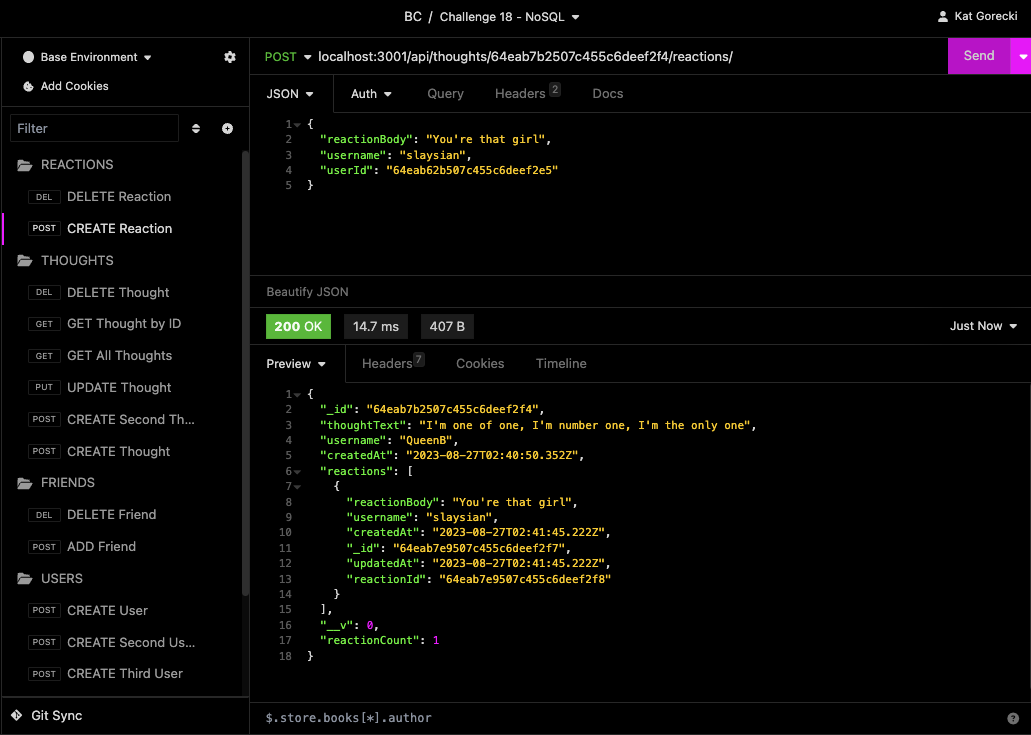 BC / Challenge 18 - NoSQL
Kat Gorecki
Base Environment
Add Cookies
Filter
REACTIONS
DEL DELETE Reaction
POST CREATE Reaction
THOUGHTS
DEL DELETE Thought
GET GET Thought by ID
GET GET All Thoughts
PUT UPDATE Thought
POST CREATE Second Th...
POST CREATE Thought
FRIENDS
DEL DELETE Friend
POST ADD Friend
USERS
POST CREATE User
POST CREATE Second Us...
POST CREATE Third User
Git Sync
POST localhost:3001/api/thoughts/64eab7b2507c455c6deef2f4/reactions/
Send
JSON Auth Query Headers 2 Docs
1 {
2 "reactionBody": "You're that girl",
3 "username": "slaysian",
4 "userId": "64eab62b507c455c6deef2e5"
5 }
Beautify JSON
200 OK 14.7 ms 407 B Just Now
Preview Headers 7 Cookies Timeline
1 {
2 "_id": "64eab7b2507c455c6deef2f4",
3 "thoughtText": "I'm one of one, I'm number one, I'm the only one",
4 "username": "QueenB",
5 "createdAt": "2023-08-27T02:40:50.352Z",
6 "reactions": [
7 {
8 "reactionBody": "You're that girl",
9 "username": "slaysian",
10 "createdAt": "2023-08-27T02:41:45.222Z",
11 "_id": "64eab7e9507c455c6deef2f7",
12 "updatedAt": "2023-08-27T02:41:45.222Z",
13 "reactionId": "64eab7e9507c455c6deef2f8"
14 }
15 ],
16 "__v": 0,
17 "reactionCount": 1
18 }
$.store.books[*].author
?